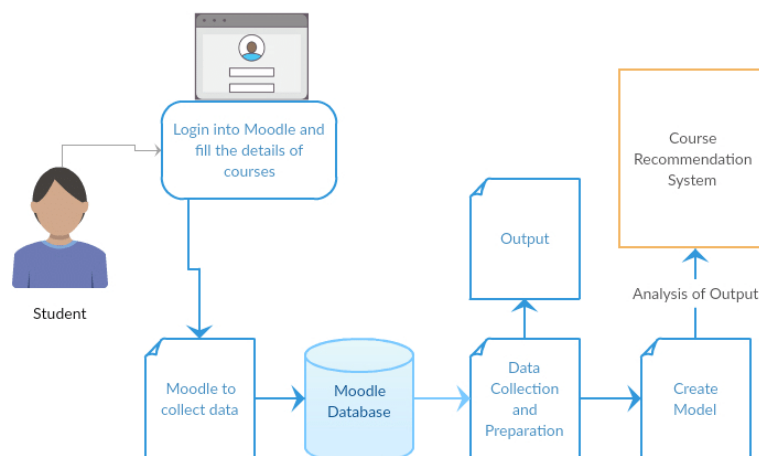 Login into Moodle and
fill the details of
courses
Student
Course
Recommendation
System
Output
Analysis of Output
Moodle to
collect data
Moodle
Database
Data
Collection
and
Preparation
Create
Model